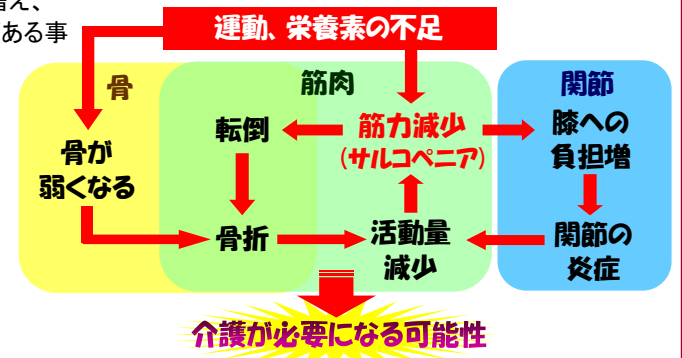 増え、
ある事
運動、栄養素の不足
骨
筋肉
関節
骨が
弱くなる
転倒
筋力減少
(サルコペニア)
膝への
負担増
骨折
活動量
減少
関節の
炎症
介護が必要になる可能性